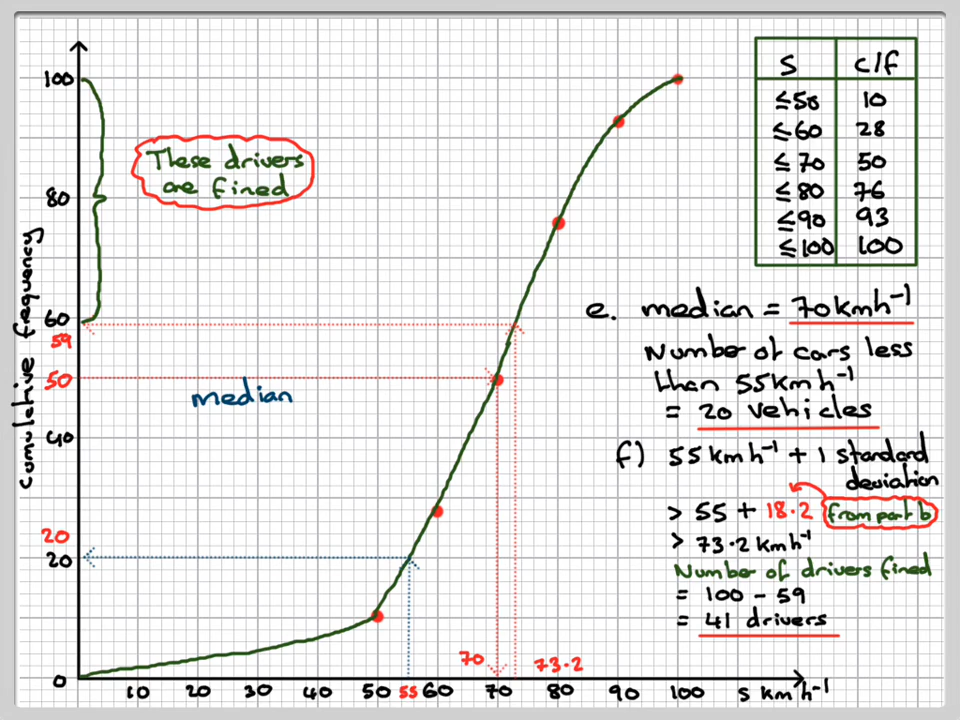 100
80
60
59
50
40
20
20
0
cumulative frequency
These drivers
are fined
median
10 20 30 40 50 55 60 70 80 90 100 S kmh⁻¹
70
73.2
S c/f
≤50 10
≤60 28
≤70 50
≤80 76
≤90 93
≤100 100
e. median = 70kmh⁻¹
Number of cars less
than 55kmh⁻¹
= 20 vehicles
f) 55kmh⁻¹ + 1 standard
deviation
> 55 + 18.2 from part b
> 73.2 kmh⁻¹
Number of drivers fined
= 100 - 59
= 41 drivers